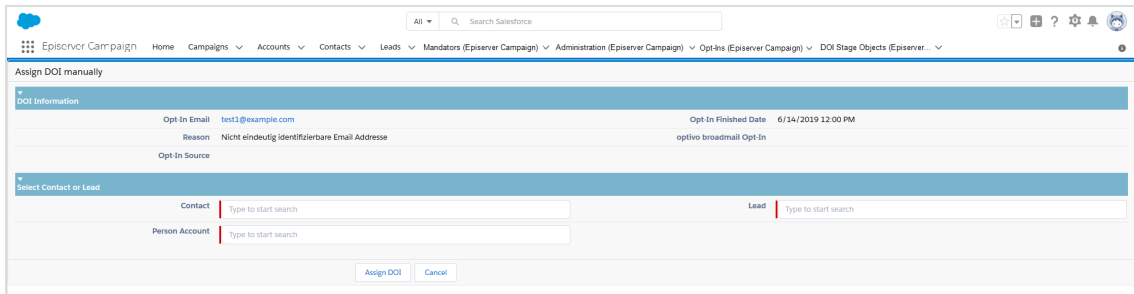 All Search Salesforce
Episerver Campaign Home Campaigns Accounts Contacts Leads Mandators (Episerver Campaign) Administration (Episerver Campaign) Opt-Ins (Episerver Campaign) DOI Stage Objects (Episerver...
Assign DOI manually
DOI Information
Opt-In Email test1@example.com Opt-In Finished Date 6/14/2019 12:00 PM
Reason Nicht eindeutig identifizierbare Email Addresse optivo broadmail Opt-In
Opt-In Source
Select Contact or Lead
Contact Type to start search Lead Type to start search
Person Account Type to start search
Assign DOI Cancel